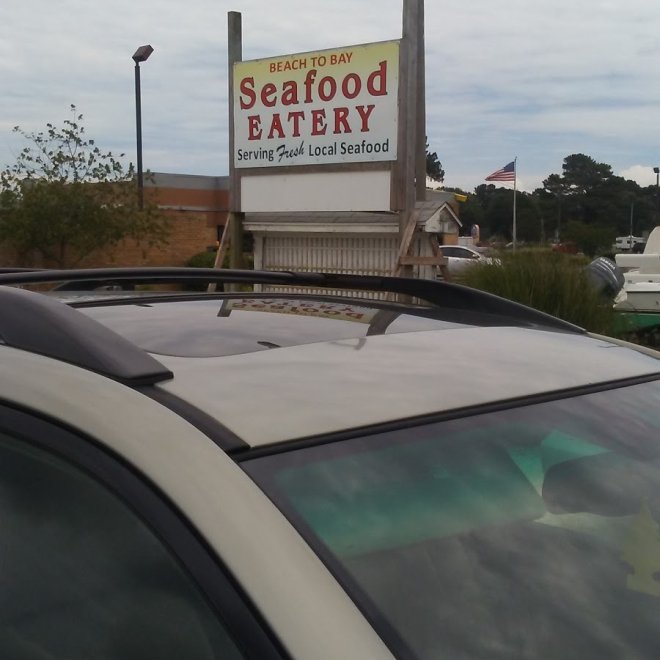 BEACH TO BAY
Seafood
EATERY
Serving Fresh Local Seafood